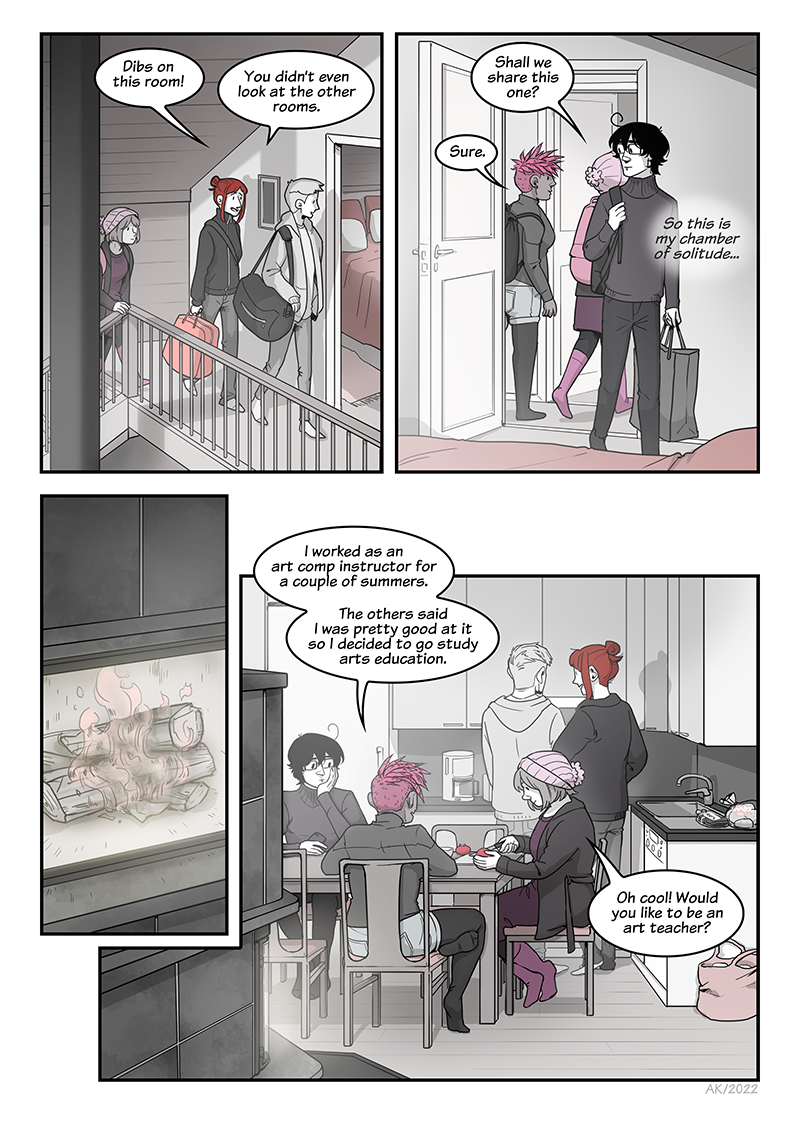 Dibs on
this room!
You didn't even
look at the other
rooms.
Shall we
share this
one?
Sure.
So this is
my chamber
of solitude...
I worked as an
art comp instructor for
a couple of summers.
The others said
I was pretty good at it
so I decided to go study
arts education.
Oh cool! Would
you like to be an
art teacher?
AK/2022